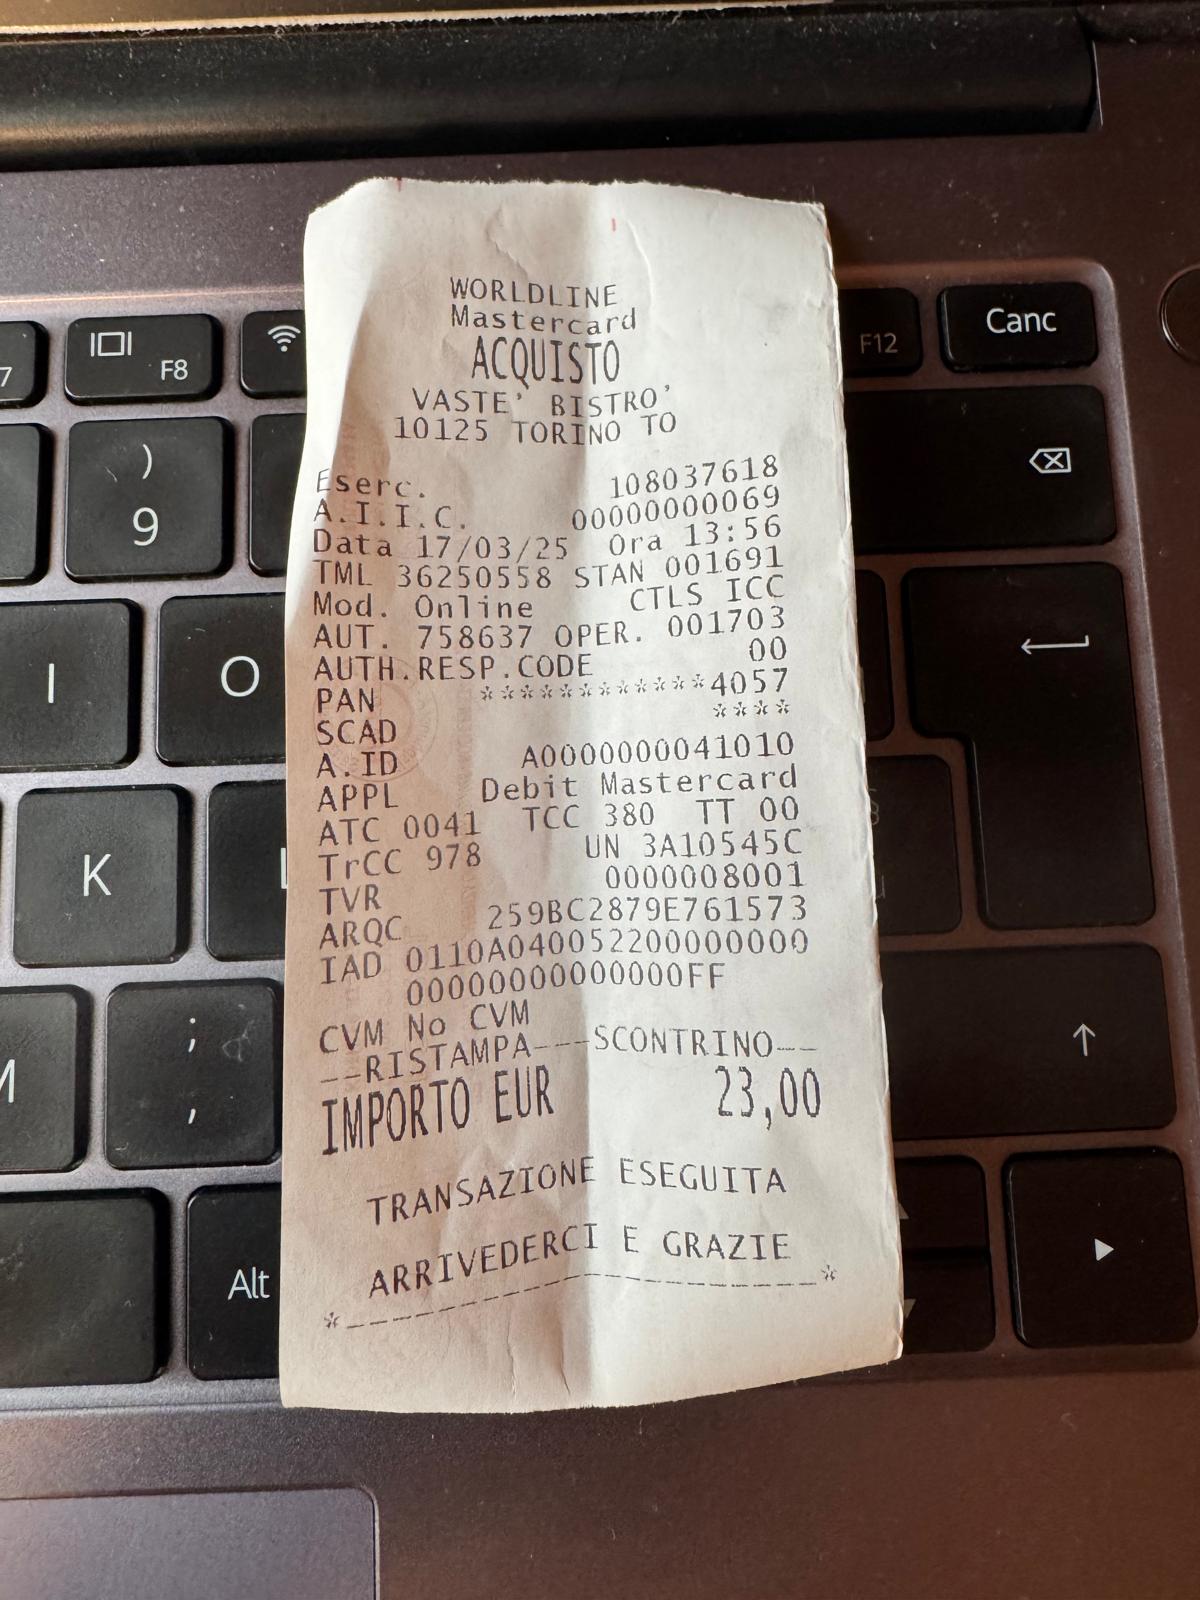 WORLDLINE
Mastercard
ACQUISTO
VASTE' BISTRO'
10125 TORINO TO
Eserc. 108037618
A.I.I.C. 00000000069
Data 17/03/25 Ora 13:56
TML 36250558 STAN 001691
Mod. Online CTLS ICC
AUT. 758637 OPER. 001703
AUTH.RESP.CODE 00
PAN ************4057
SCAD ****
A.ID A0000000041010
APPL Debit Mastercard
ATC 0041 TCC 380 TT 00
TrCC 978 UN 3A10545C
TVR 0000008001
ARQC 259BC2879E761573
IAD 0110A04005220000000
00000000000000FF
CVM No CVM
--RISTAMPA---SCONTRINO--
IMPORTO EUR 23,00
TRANSAZIONE ESEGUITA
ARRIVEDERCI E GRAZIE
*----------------------*
7
F8
F12
Canc
)
9
I
O
K
L
M
;
,
Alt